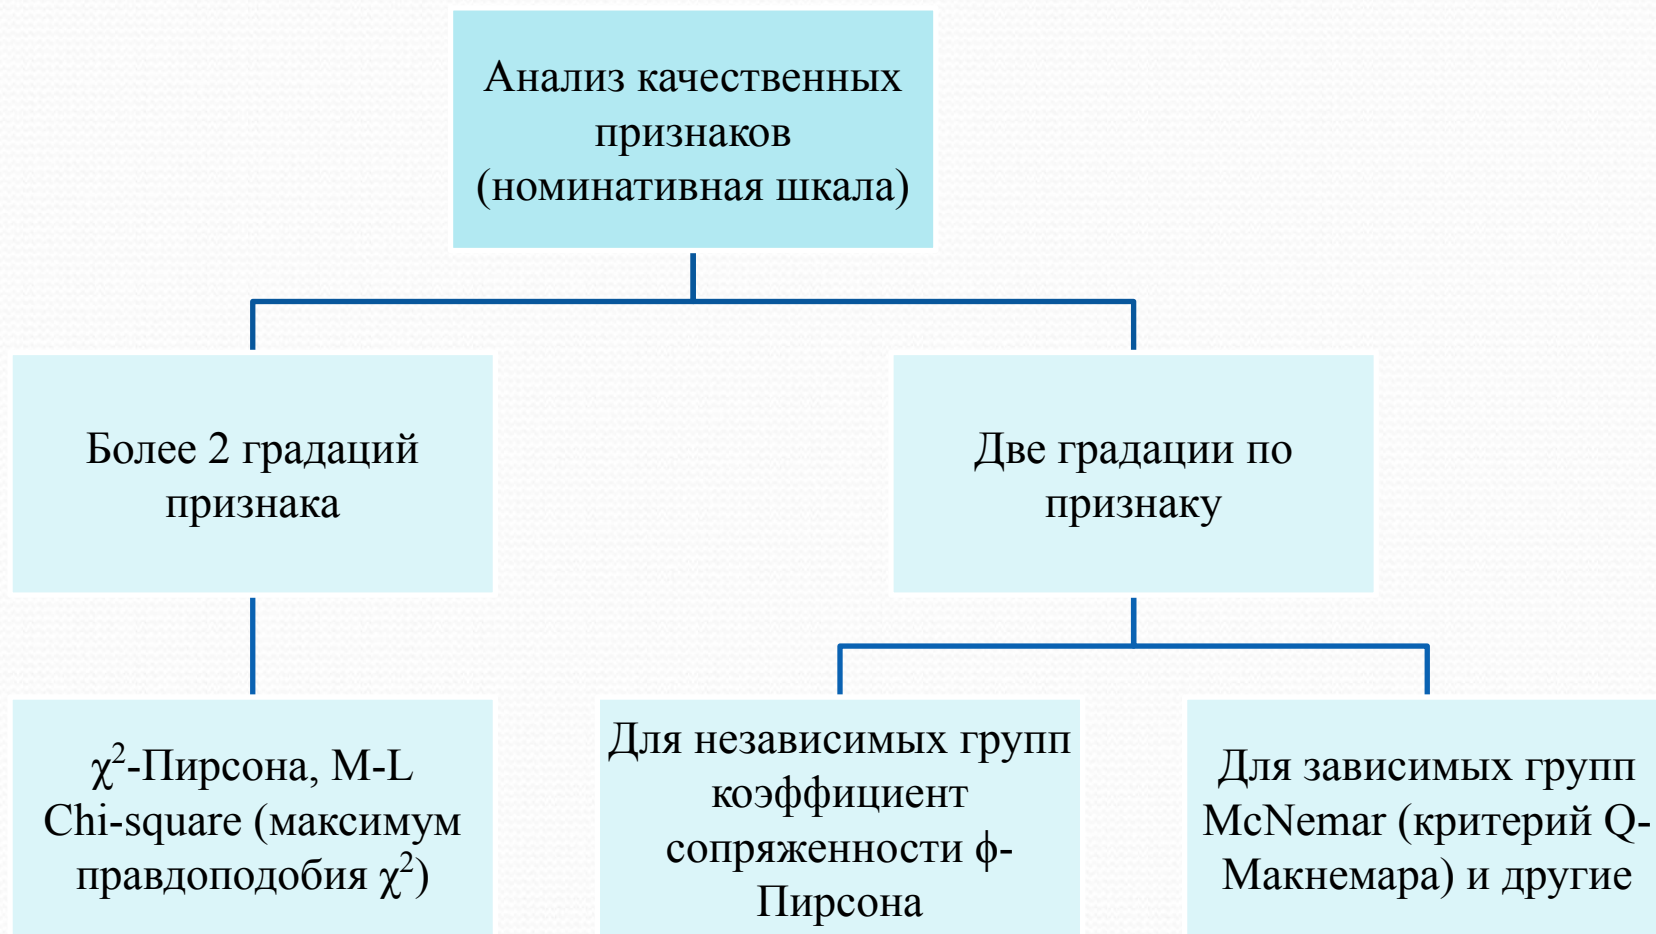 Анализ качественных
признаков
(номинативная шкала)
Более 2 градаций
признака
Две градации по
признаку
χ²-Пирсона, M-L
Chi-square (максимум
правдоподобия χ²)
Для независимых групп
коэффициент
сопряженности ϕ-
Пирсона
Для зависимых групп
McNemar (критерий Q-
Макнемара) и другие